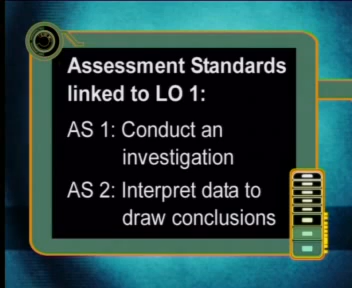 Assessment Standards
linked to LO 1:
AS 1: Conduct an
investigation
AS 2: Interpret data to
draw conclusions